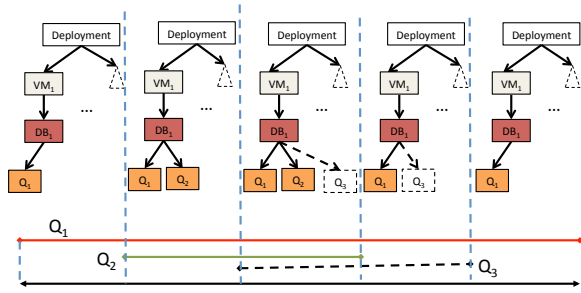 Deployment Deployment Deployment Deployment Deployment
VM₁ VM₁ VM₁ VM₁ VM₁
... ... ... ... ...
DB₁ DB₁ DB₁ DB₁ DB₁
Q₁ Q₁ Q₂ Q₁ Q₂ Q₃ Q₁ Q₃ Q₁
Q₁
Q₂
Q₃